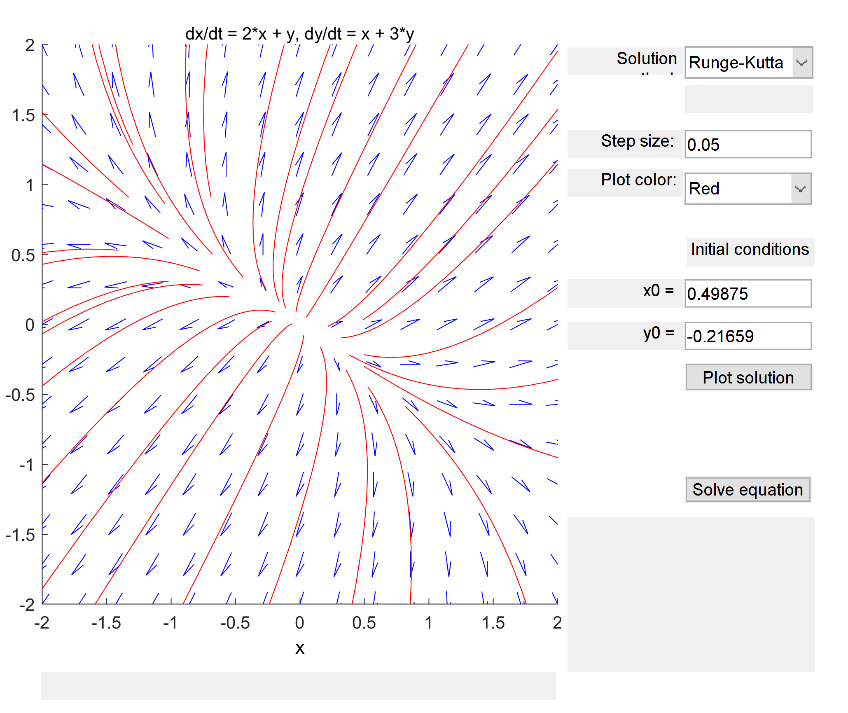 dx/dt = 2*x + y, dy/dt = x + 3*y
2
1.5
1
0.5
0
-0.5
-1
-1.5
-2
-2 -1.5 -1 -0.5 0 0.5 1 1.5 2
x
Solution
Runge-Kutta
Step size: 0.05
Plot color: Red
Initial conditions
x0 = 0.49875
y0 = -0.21659
Plot solution
Solve equation